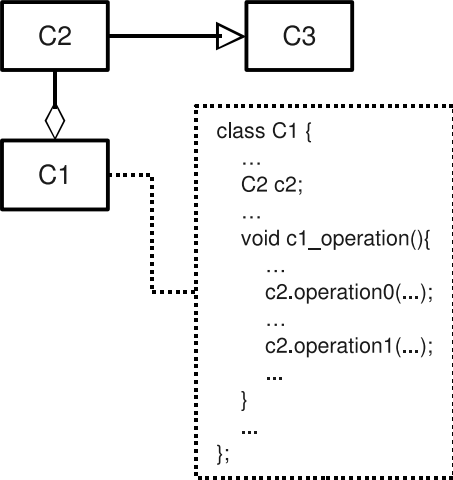 C2
C3
C1
class C1 {
...
C2 c2;
...
void c1_operation(){
...
c2.operation0(...);
...
c2.operation1(...);
...
}
...
};